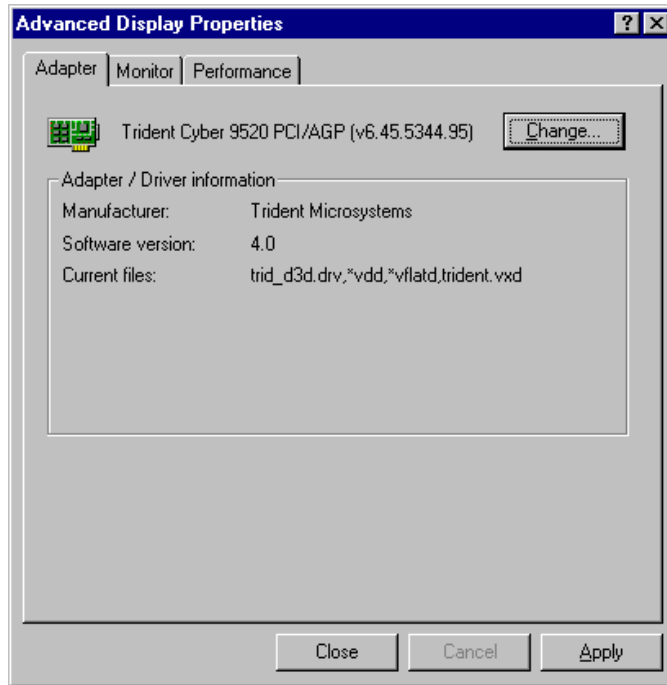 Advanced Display Properties
Adapter Monitor Performance
Trident Cyber 9520 PCI/AGP (v6.45.5344.95) Change...
Adapter / Driver information
Manufacturer: Trident Microsystems
Software version: 4.0
Current files: trid_d3d.drv,*vdd,*vflatd,trident.vxd
Close Cancel Apply